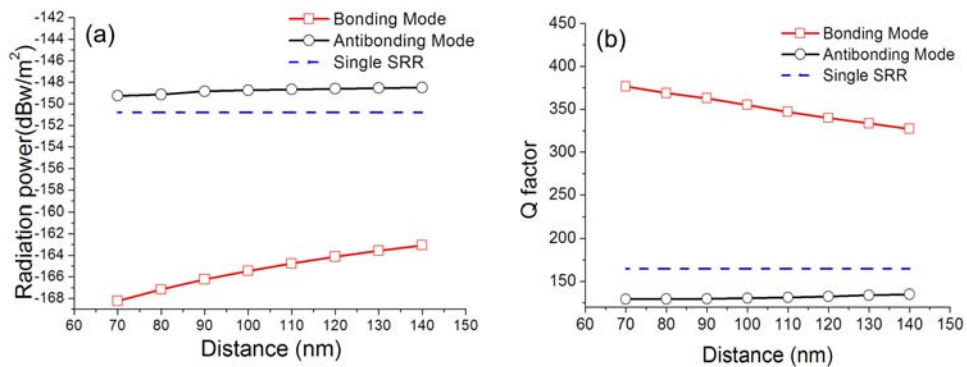 (a)
Bonding Mode
Antibonding Mode
Single SRR
Radiation power(dBw/m²)
-142
-144
-146
-148
-150
-152
-154
-156
-158
-160
-162
-164
-166
-168
60 70 80 90 100 110 120 130 140 150
Distance (nm)
(b)
Bonding Mode
Antibonding Mode
Single SRR
Q factor
450
400
350
300
250
200
150
60 70 80 90 100 110 120 130 140 150
Distance (nm)